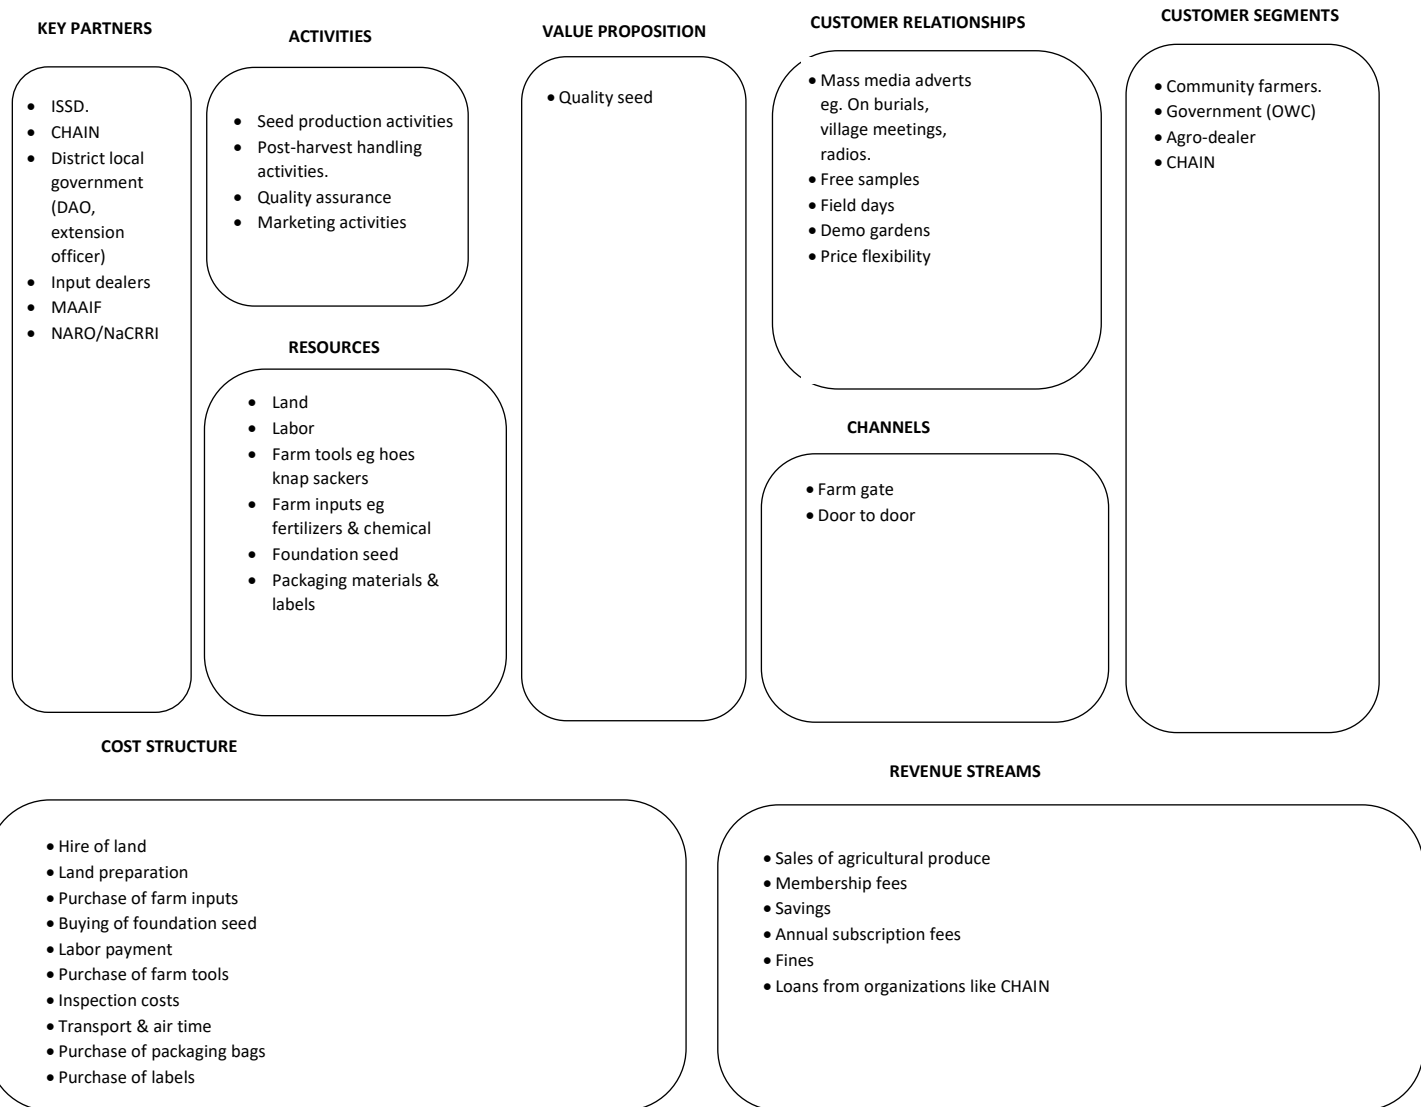 KEY PARTNERS
• ISSD.
• CHAIN
• District local
government
(DAO,
extension
officer)
• Input dealers
• MAAIF
• NARO/NaCRRI
ACTIVITIES
• Seed production activities
• Post-harvest handling
activities.
• Quality assurance
• Marketing activities
RESOURCES
• Land
• Labor
• Farm tools eg hoes
knap sackers
• Farm inputs eg
fertilizers & chemical
• Foundation seed
• Packaging materials &
labels
VALUE PROPOSITION
• Quality seed
CUSTOMER RELATIONSHIPS
• Mass media adverts
eg. On burials,
village meetings,
radios.
• Free samples
• Field days
• Demo gardens
• Price flexibility
CHANNELS
• Farm gate
• Door to door
CUSTOMER SEGMENTS
• Community farmers.
• Government (OWC)
• Agro-dealer
• CHAIN
COST STRUCTURE
• Hire of land
• Land preparation
• Purchase of farm inputs
• Buying of foundation seed
• Labor payment
• Purchase of farm tools
• Inspection costs
• Transport & air time
• Purchase of packaging bags
• Purchase of labels
REVENUE STREAMS
• Sales of agricultural produce
• Membership fees
• Savings
• Annual subscription fees
• Fines
• Loans from organizations like CHAIN